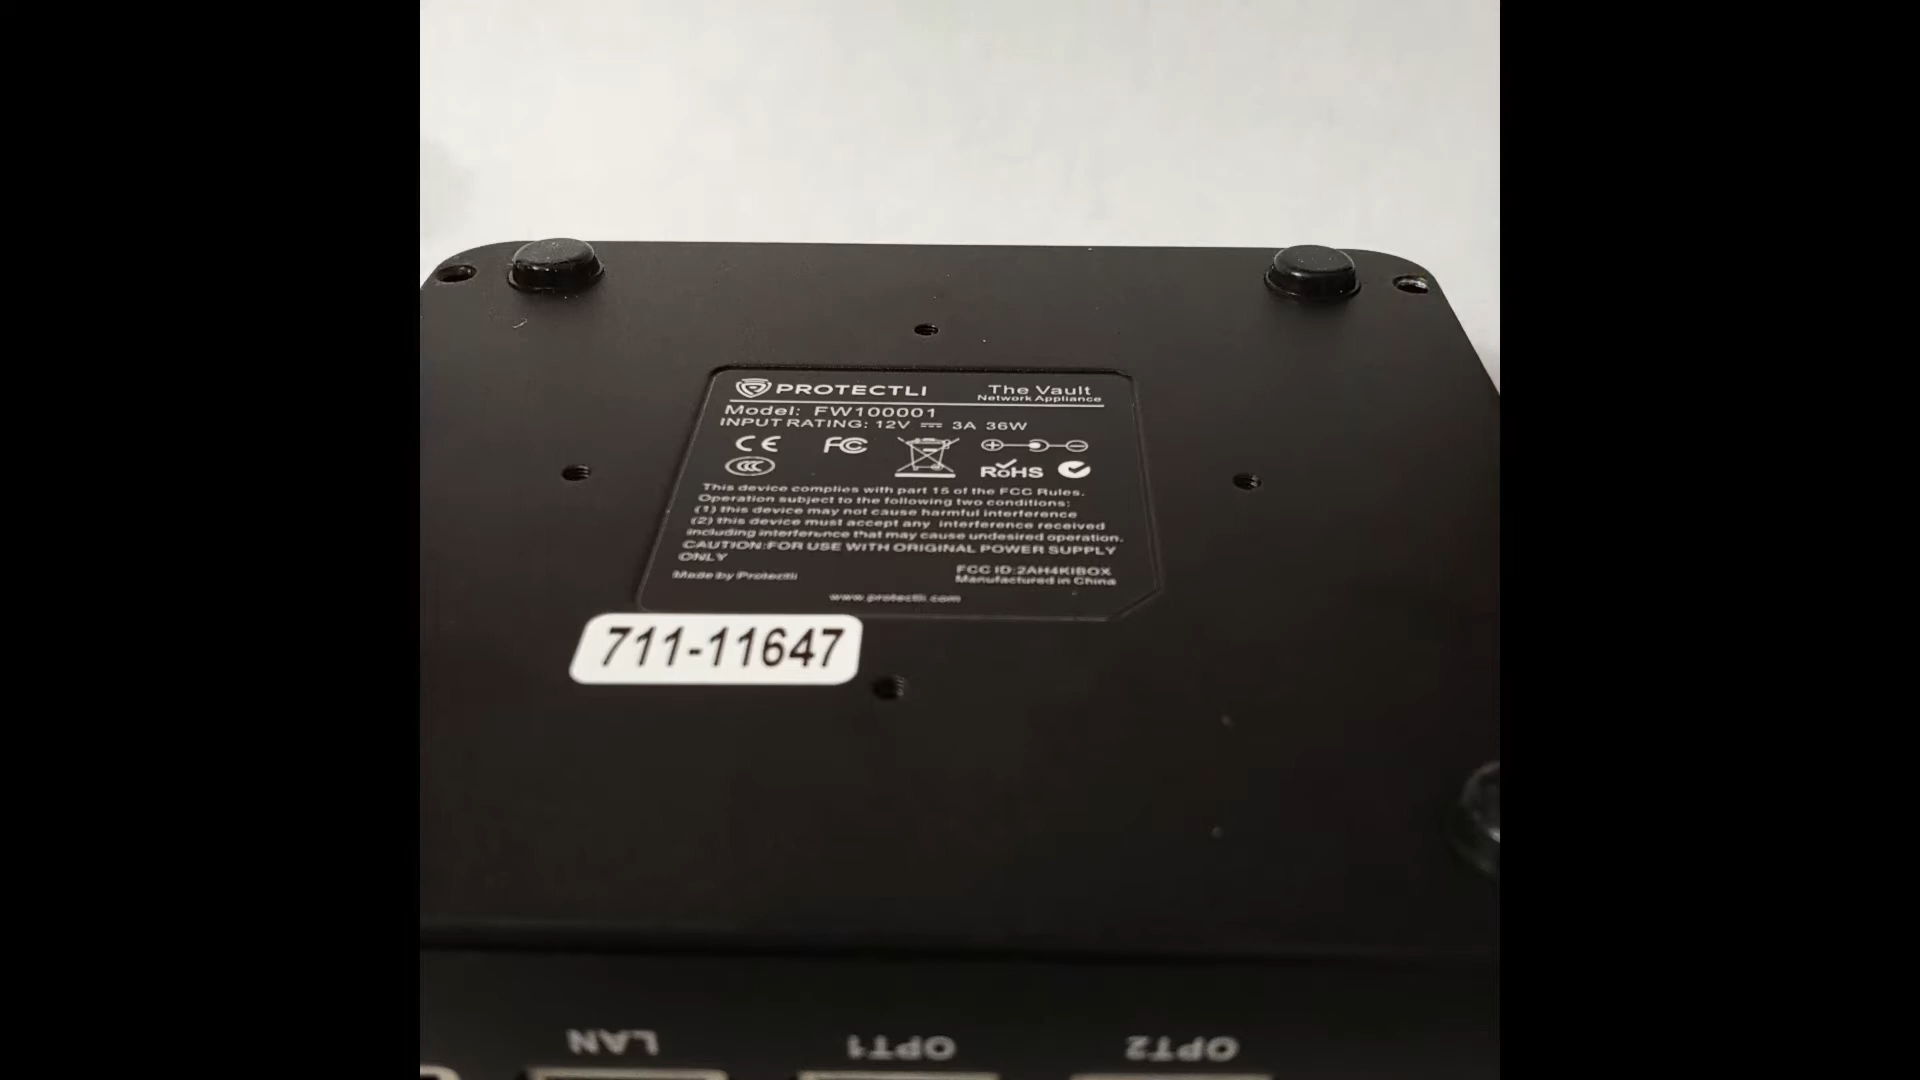 PROTECTLI The Vault
Network Appliance
Model: FW100001
INPUT RATING: 12V 3A 36W
CE FC
CCC RoHS
This device complies with part 15 of the FCC Rules.
Operation subject to the following two conditions:
(1) this device may not cause harmful interference
(2) this device must accept any interference received
including interference that may cause undesired operation.
CAUTION:FOR USE WITH ORIGINAL POWER SUPPLY
ONLY
Made by Protectli FCC ID:2AH4KIBOX
Manufactured in China
www.protectli.com
711-11647
LAN OPT1 OPT2